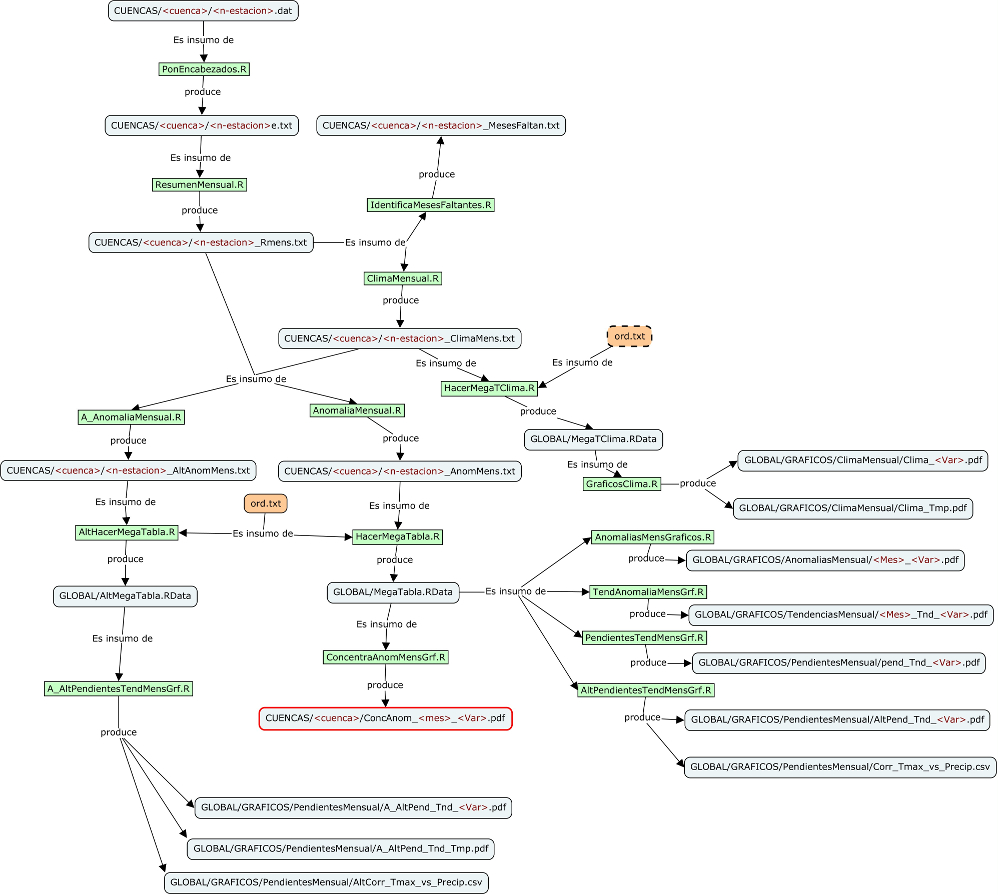 CUENCAS/<cuenca>/<n-estacion>.dat
Es insumo de
PonEncabezados.R
produce
CUENCAS/<cuenca>/<n-estacion>e.txt
CUENCAS/<cuenca>/<n-estacion>_MesesFaltan.txt
Es insumo de
produce
ResumenMensual.R
IdentificaMesesFaltantes.R
produce
CUENCAS/<cuenca>/<n-estacion>_Rmens.txt
Es insumo de
ClimaMensual.R
produce
CUENCAS/<cuenca>/<n-estacion>_ClimaMens.txt
ord.txt
Es insumo de
Es insumo de
Es insumo de
HacerMegaTClima.R
A_AnomaliaMensual.R
AnomaliaMensual.R
produce
produce
produce
GLOBAL/MegaTClima.RData
CUENCAS/<cuenca>/<n-estacion>_AltAnomMens.txt
CUENCAS/<cuenca>/<n-estacion>_AnomMens.txt
Es insumo de
GraficosClima.R
produce
GLOBAL/GRAFICOS/ClimaMensual/Clima_<Var>.pdf
GLOBAL/GRAFICOS/ClimaMensual/Clima_Tmp.pdf
Es insumo de
ord.txt
Es insumo de
AltHacerMegaTabla.R
Es insumo de
HacerMegaTabla.R
produce
produce
GLOBAL/AltMegaTabla.RData
GLOBAL/MegaTabla.RData
Es insumo de
AnomaliasMensGraficos.R
produce
GLOBAL/GRAFICOS/AnomaliasMensual/<Mes>_<Var>.pdf
TendAnomaliaMensGrf.R
produce
GLOBAL/GRAFICOS/TendenciasMensual/<Mes>_Tnd_<Var>.pdf
PendientesTendMensGrf.R
produce
GLOBAL/GRAFICOS/PendientesMensual/pend_Tnd_<Var>.pdf
AltPendientesTendMensGrf.R
produce
GLOBAL/GRAFICOS/PendientesMensual/AltPend_Tnd_<Var>.pdf
GLOBAL/GRAFICOS/PendientesMensual/Corr_Tmax_vs_Precip.csv
Es insumo de
ConcentraAnomMensGrf.R
produce
CUENCAS/<cuenca>/ConcAnom_<mes>_<Var>.pdf
Es insumo de
A_AltPendientesTendMensGrf.R
produce
GLOBAL/GRAFICOS/PendientesMensual/A_AltPend_Tnd_<Var>.pdf
GLOBAL/GRAFICOS/PendientesMensual/A_AltPend_Tnd_Tmp.pdf
GLOBAL/GRAFICOS/PendientesMensual/AltCorr_Tmax_vs_Precip.csv